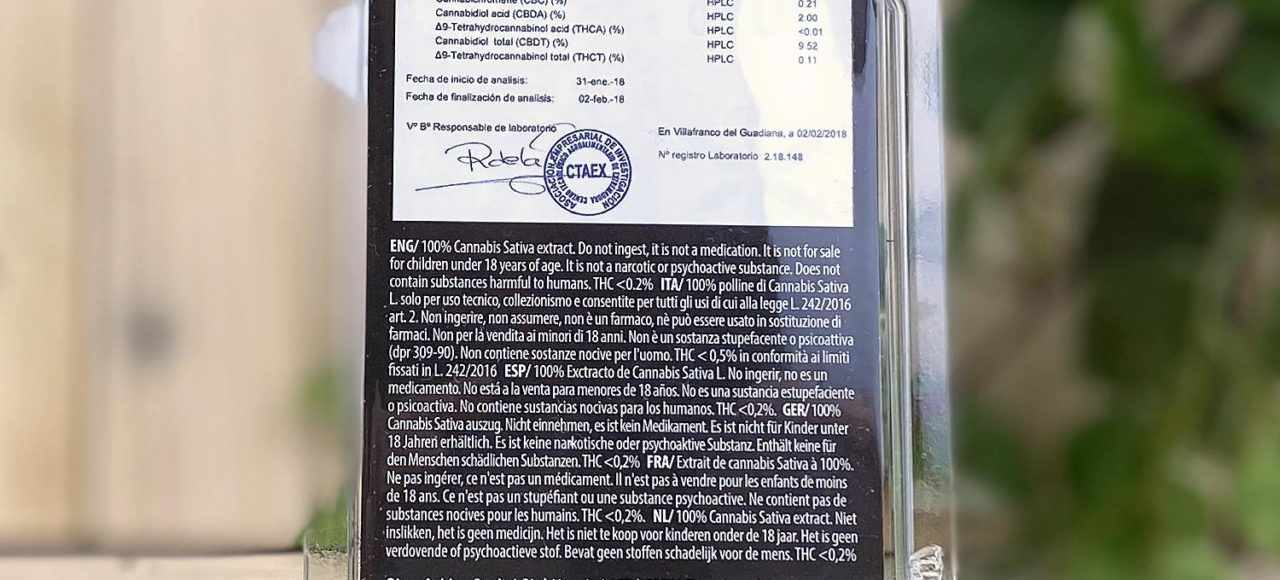 Cannabichromene (CBC) (%) HPLC 0.21
Cannabidiol acid (CBDA) (%) HPLC 2.00
Δ9-Tetrahydrocannabinol acid (THCA) (%) HPLC <0.01
Cannabidiol total (CBDT) (%) HPLC 9.52
Δ9-Tetrahydrocannabinol total (THCT) (%) HPLC 0.11
Fecha de inicio de analisis: 31-ene.-18
Fecha de finalización de analisis: 02-feb.-18
Vº Bº Responsable de laboratorio
En Villafranco del Guadiana, a 02/02/2018
Nº registro Laboratorio 2.18.148
ASOCIACIÓN EMPRESARIAL DE INVESTIGACIÓN
CENTRO TECNOLÓGICO AGROALIMENTARIO DE EXTREMADURA
CTAEX
ENG/ 100% Cannabis Sativa extract. Do not ingest, it is not a medication. It is not for sale
for children under 18 years of age. It is not a narcotic or psychoactive substance. Does not
contain substances harmful to humans. THC <0.2% ITA/ 100% polline di Cannabis Sativa
L. solo per uso tecnico, collezionismo e consentite per tutti gli usi di cui alla legge L. 242/2016
art. 2. Non ingerire, non assumere, non è un farmaco, nè può essere usato in sostituzione di
farmaci. Non per la vendita ai minori di 18 anni. Non è un sostanza stupefacente o psicoattiva
(dpr 309-90). Non contiene sostanze nocive per l'uomo. THC < 0,5% in conformità ai limiti
fissati in L. 242/2016 ESP/ 100% Exctracto de Cannabis Sativa L. No ingerir, no es un
medicamento. No está a la venta para menores de 18 años. No es una sustancia estupefaciente
o psicoactiva. No contiene sustancias nocivas para los humanos. THC <0,2%. GER/ 100%
Cannabis Sativa auszug. Nicht einnehmen, es ist kein Medikament. Es ist nicht für Kinder unter
18 Jahren erhältlich. Es ist keine narkotische oder psychoaktive Substanz. Enthält keine für
den Menschen schädlichen Substanzen. THC <0,2% FRA/ Extrait de cannabis Sativa à 100%.
Ne pas ingérer, ce n'est pas un médicament. Il n'est pas à vendre pour les enfants de moins
de 18 ans. Ce n'est pas un stupéfiant ou une substance psychoactive. Ne contient pas de
substances nocives pour les humains. THC <0,2%. NL/ 100% Cannabis Sativa extract. Niet
inslikken, het is geen medicijn. Het is niet te koop voor kinderen onder de 18 jaar. Het is geen
verdovende of psychoactieve stof. Bevat geen stoffen schadelijk voor de mens. THC <0,2%